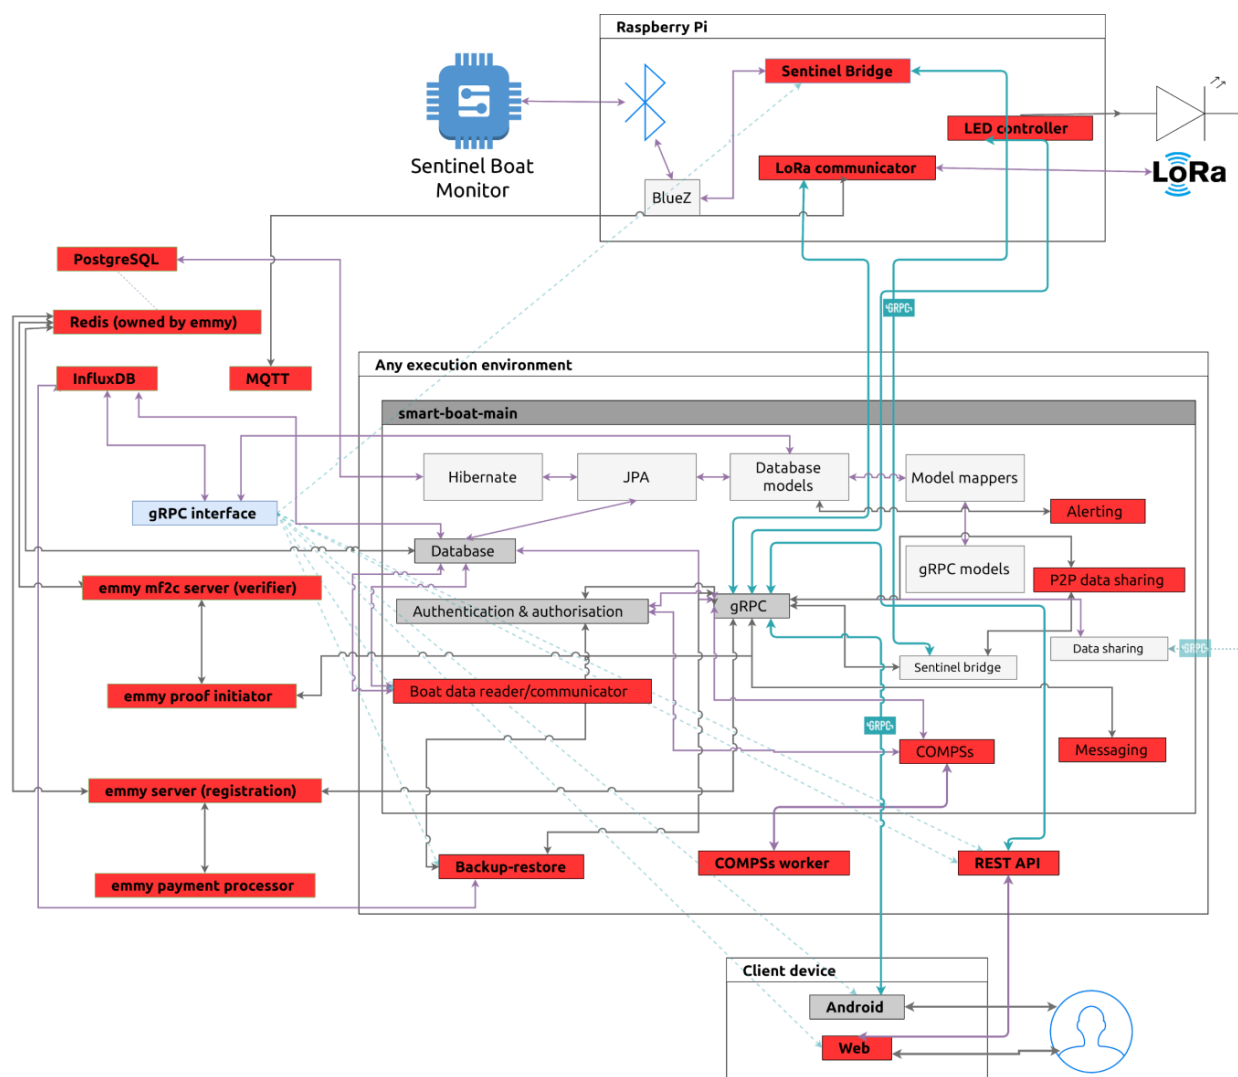 Raspberry Pi
Sentinel Bridge
LED controller
Sentinel Boat
Monitor
LoRa communicator
LoRa
BlueZ
PostgreSQL
GRPC
Redis (owned by emmy)
Any execution environment
InfluxDB
MQTT
smart-boat-main
Hibernate
JPA
Database
models
Model mappers
gRPC interface
Alerting
Database
gRPC models
P2P data sharing
emmy mf2c server (verifier)
Authentication & authorisation
gRPC
Data sharing
GRPC
Sentinel bridge
emmy proof initiator
Boat data reader/communicator
GRPC
COMPSs
Messaging
emmy server (registration)
Backup-restore
COMPSs worker
REST API
emmy payment processor
Client device
Android
Web